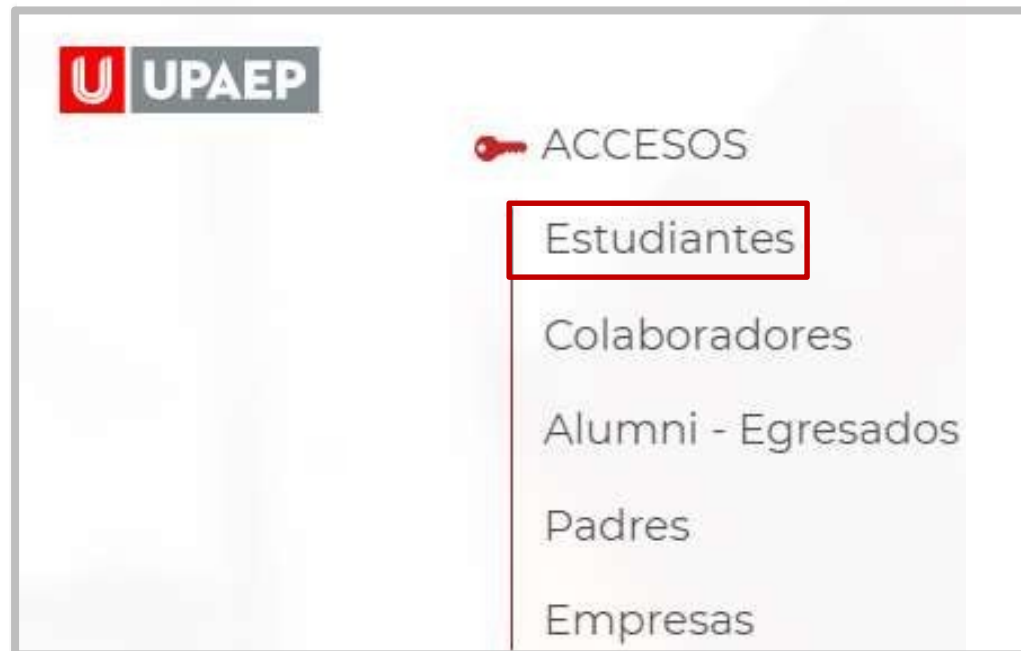 U UPAEP
ACCESOS
Estudiantes
Colaboradores
Alumni - Egresados
Padres
Empresas